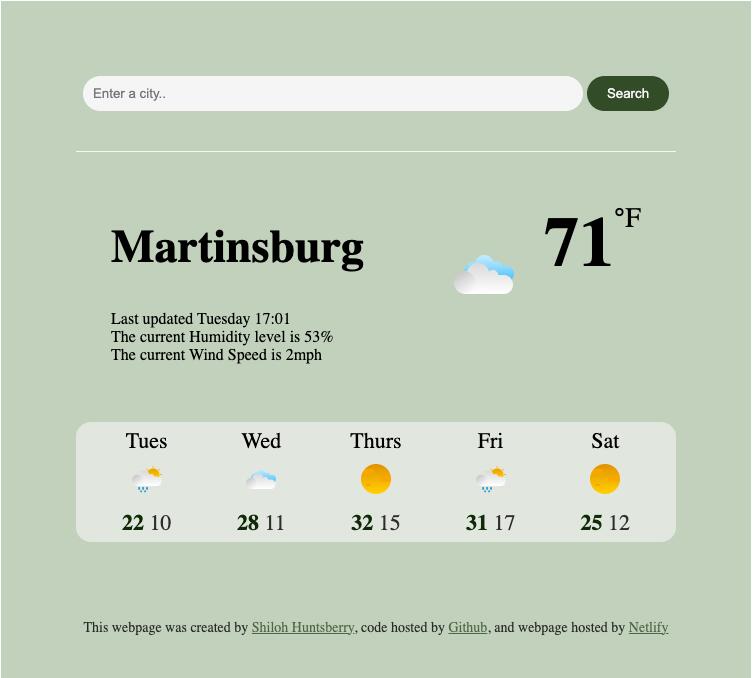 Enter a city..
Search
Martinsburg
71°F
Last updated Tuesday 17:01
The current Humidity level is 53%
The current Wind Speed is 2mph
Tues Wed Thurs Fri Sat
22 10 28 11 32 15 31 17 25 12
This webpage was created by Shiloh Huntsberry, code hosted by Github, and webpage hosted by Netlify